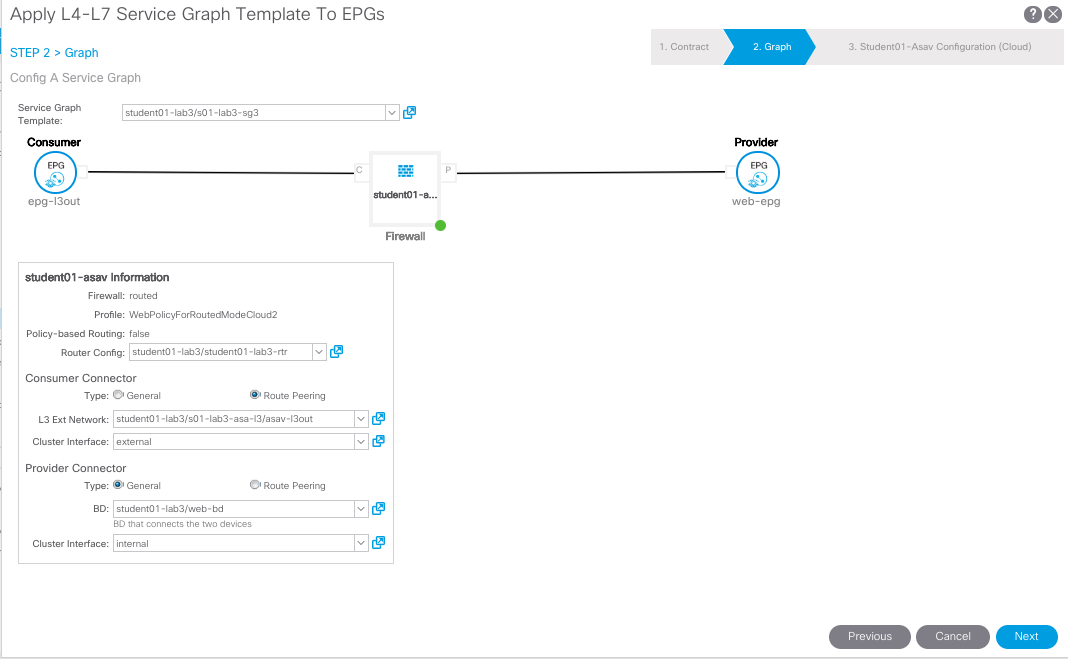 Apply L4-L7 Service Graph Template To EPGs
?
STEP 2 > Graph
1. Contract
2. Graph
3. Student01-Asav Configuration (Cloud)
Config A Service Graph
Service Graph
Template:
student01-lab3/s01-lab3-sg3
Consumer
Provider
EPG
C
P
EPG
student01-a...
epg-l3out
web-epg
Firewall
student01-asav Information
Firewall: routed
Profile: WebPolicyForRoutedModeCloud2
Policy-based Routing: false
Router Config: student01-lab3/student01-lab3-rtr
Consumer Connector
Type: General Route Peering
L3 Ext Network: student01-lab3/s01-lab3-asa-l3/asav-l3out
Cluster Interface: external
Provider Connector
Type: General Route Peering
BD: student01-lab3/web-bd
BD that connects the two devices
Cluster Interface: internal
Previous
Cancel
Next